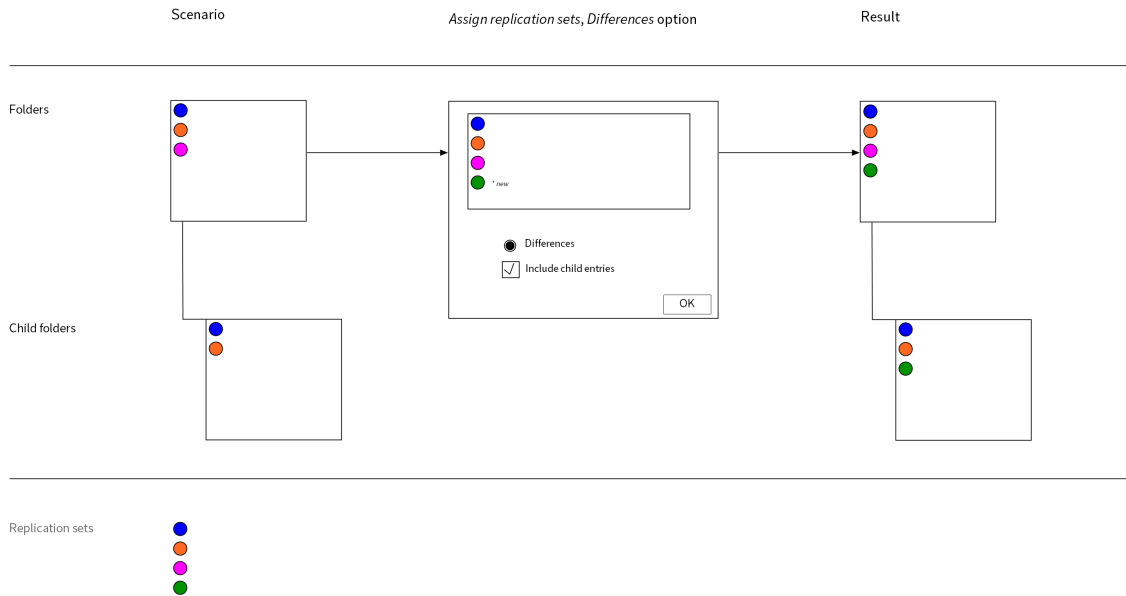 Scenario
Assign replication sets, Differences option
Result
Folders
* new
Differences
Include child entries
OK
Child folders
Replication sets